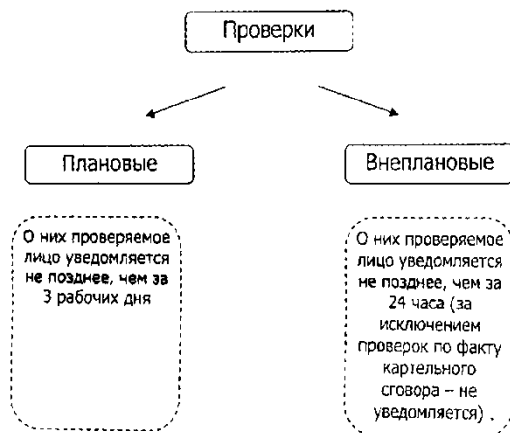 Проверки
Плановые
Внеплановые
О них проверяемое
лицо уведомляется
не позднее, чем за
3 рабочих дня
О них проверяемое
лицо уведомляется
не позднее, чем за
24 часа (за
исключением
проверок по факту
картельного
сговора – не
уведомляется) .